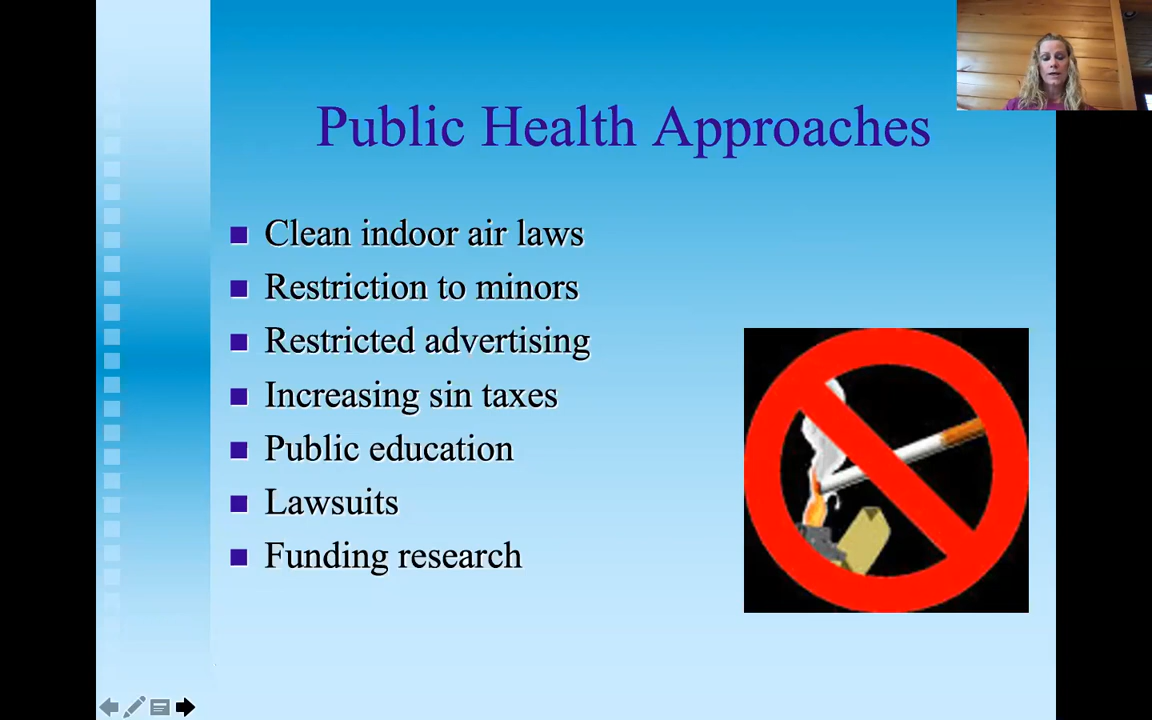 Public Health Approaches
Clean indoor air laws
Restriction to minors
Restricted advertising
Increasing sin taxes
Public education
Lawsuits
Funding research